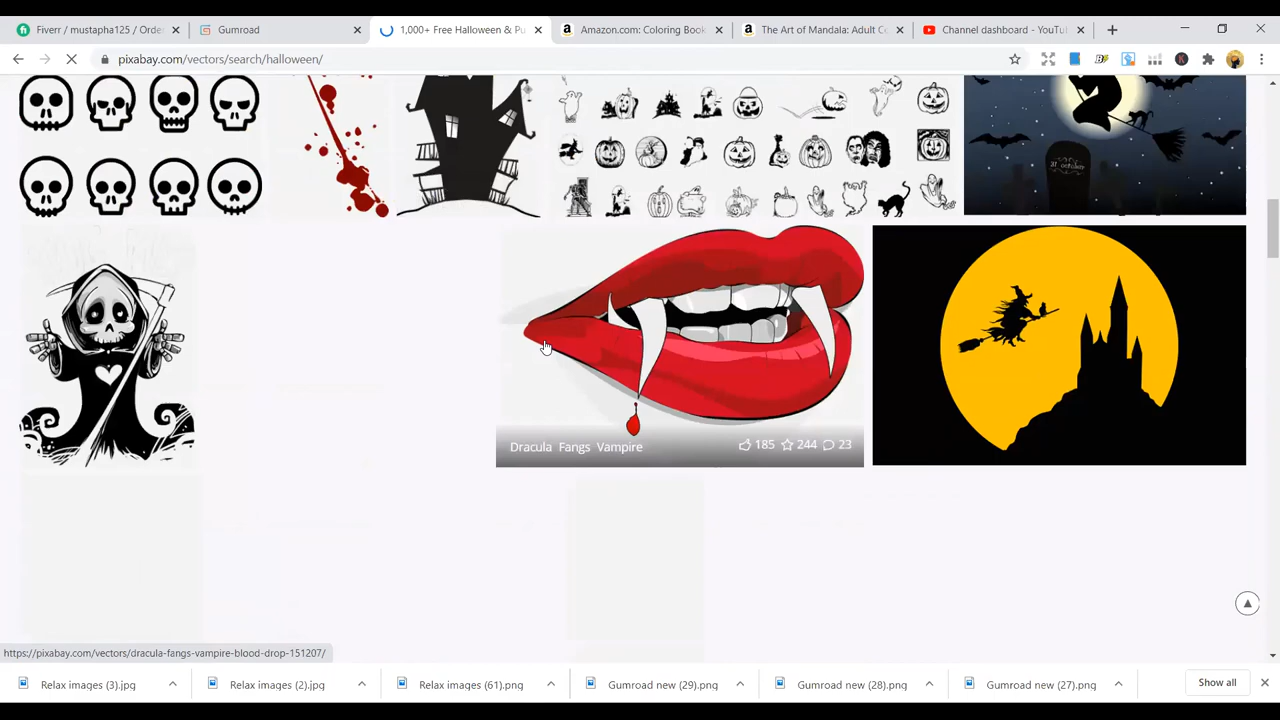 Fiverr / mustapha125 / Orde
Gumroad
1,000+ Free Halloween & Pu
Amazon.com: Coloring Book
The Art of Mandala: Adult Co
Channel dashboard - YouTu
pixabay.com/vectors/search/halloween/
31 october
Dracula Fangs Vampire
185
244
23
https://pixabay.com/vectors/dracula-fangs-vampire-blood-drop-151207/
Relax images (3).jpg
Relax images (2).jpg
Relax images (61).png
Gumroad new (29).png
Gumroad new (28).png
Gumroad new (27).png
Show all